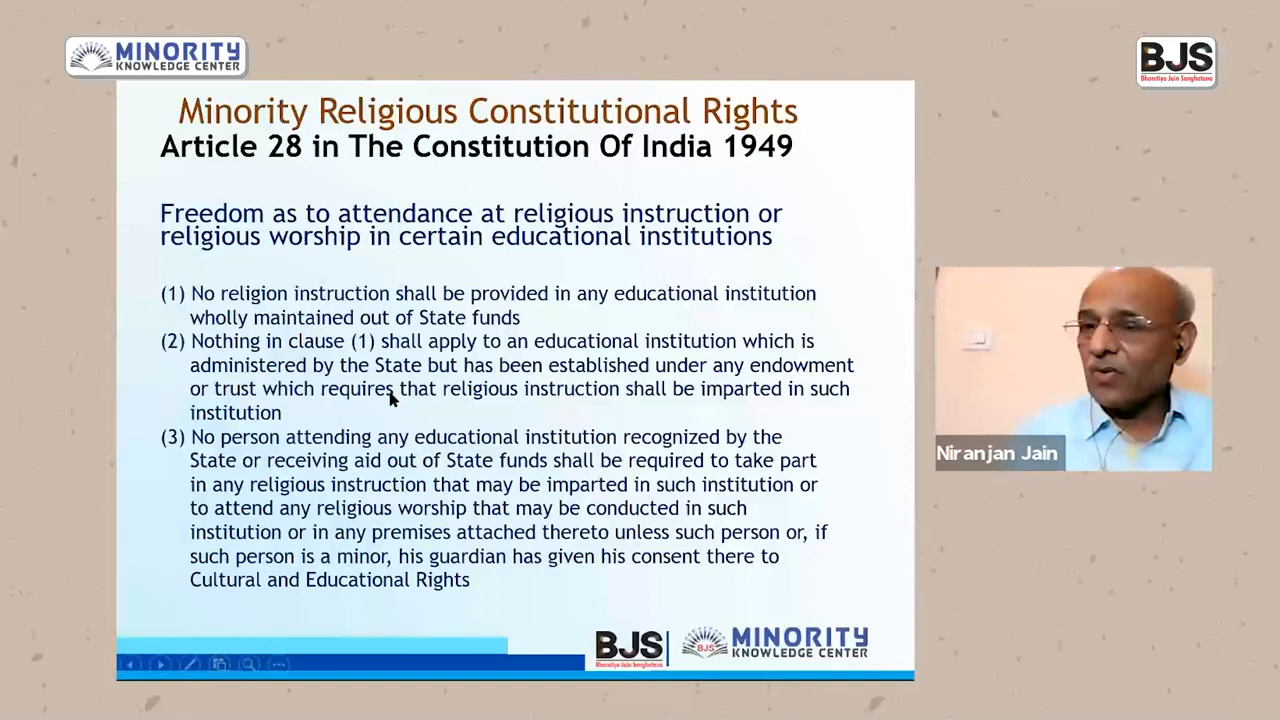 MINORITY
KNOWLEDGE CENTER
BJS
Bharatiya Jain Sanghatana
Minority Religious Constitutional Rights
Article 28 in The Constitution Of India 1949
Freedom as to attendance at religious instruction or
religious worship in certain educational institutions
(1) No religion instruction shall be provided in any educational institution
wholly maintained out of State funds
(2) Nothing in clause (1) shall apply to an educational institution which is
administered by the State but has been established under any endowment
or trust which requires that religious instruction shall be imparted in such
institution
(3) No person attending any educational institution recognized by the
State or receiving aid out of State funds shall be required to take part
in any religious instruction that may be imparted in such institution or
to attend any religious worship that may be conducted in such
institution or in any premises attached thereto unless such person or, if
such person is a minor, his guardian has given his consent there to
Cultural and Educational Rights
Niranjan Jain
BJS
Bharatiya Jain Sanghatana
BJS
MINORITY
KNOWLEDGE CENTER